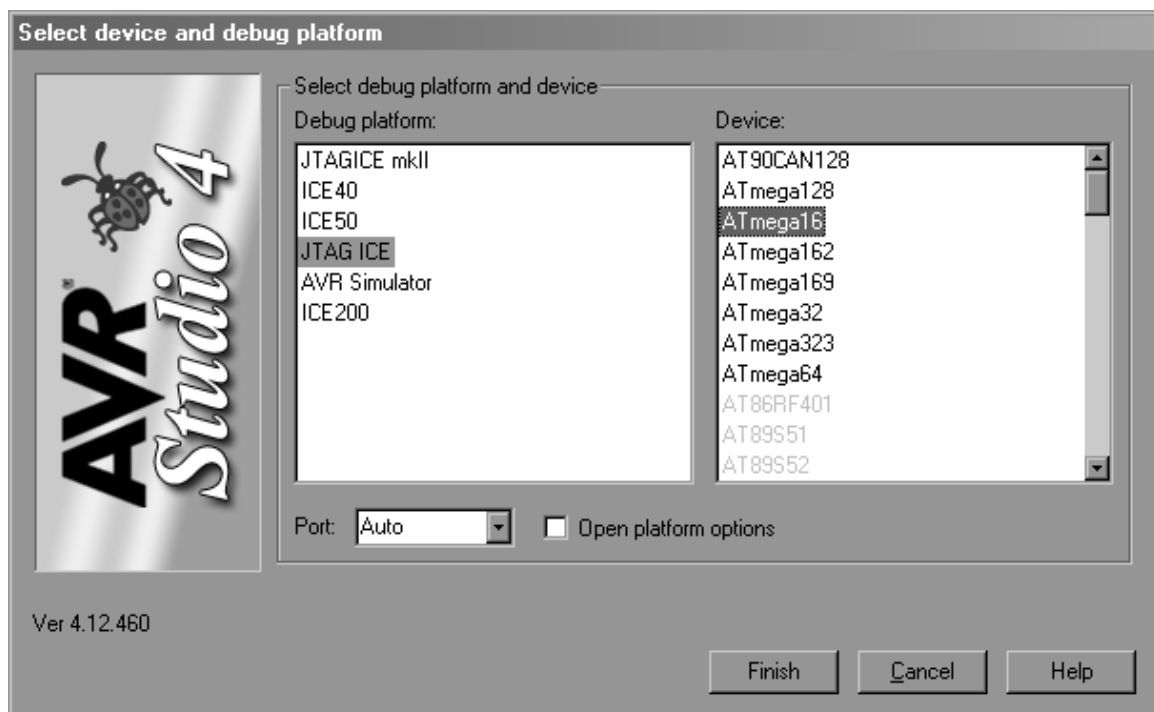 Select device and debug platform
AVR
Studio 4
Select debug platform and device
Debug platform:
JTAGICE mkII
ICE40
ICE50
JTAG ICE
AVR Simulator
ICE200
Device:
AT90CAN128
ATmega128
ATmega16
ATmega162
ATmega169
ATmega32
ATmega323
ATmega64
AT86RF401
AT89S51
AT89S52
Port:
Auto
Open platform options
Ver 4.12.460
Finish
Cancel
Help